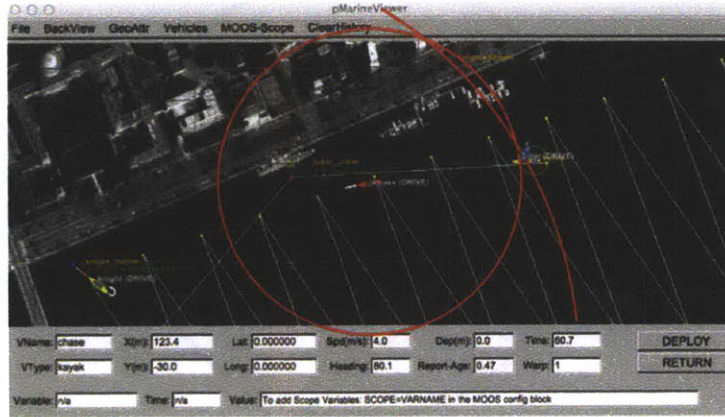 pMarineViewer
File BackView GeoAttr Vehicles MOOS-Scope ClearHistory
(DRIVE)
VName: chase X(m): 123.4 Lat: 0.000000 Spd(m/s): 4.0 Dep(m): 0.0 Time: 60.7 DEPLOY
VType: kayak Y(m): -30.0 Long: 0.000000 Heading: 80.1 Report-Age: 0.47 Warp: 1 RETURN
Variable: n/a Time: n/a Value: To add Scope Variables: SCOPE=VARNAME in the MOOS config block